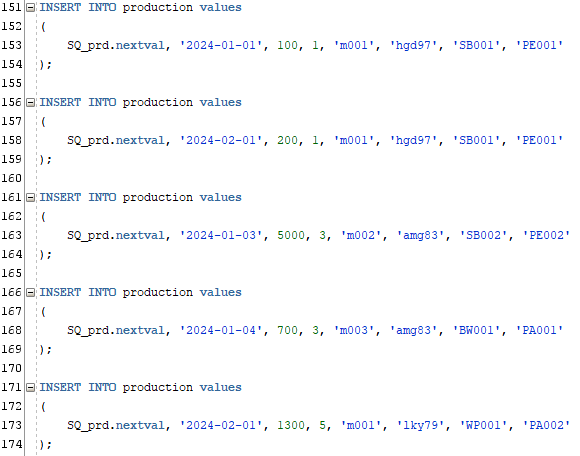 151 INSERT INTO production values
152 (
153 SQ_prd.nextval, '2024-01-01', 100, 1, 'm001', 'hgd97', 'SB001', 'PE001'
154 );
155
156 INSERT INTO production values
157 (
158 SQ_prd.nextval, '2024-02-01', 200, 1, 'm001', 'hgd97', 'SB001', 'PE001'
159 );
160
161 INSERT INTO production values
162 (
163 SQ_prd.nextval, '2024-01-03', 5000, 3, 'm002', 'amg83', 'SB002', 'PE002'
164 );
165
166 INSERT INTO production values
167 (
168 SQ_prd.nextval, '2024-01-04', 700, 3, 'm003', 'amg83', 'BW001', 'PA001'
169 );
170
171 INSERT INTO production values
172 (
173 SQ_prd.nextval, '2024-02-01', 1300, 5, 'm001', 'lky79', 'WP001', 'PA002'
174 );